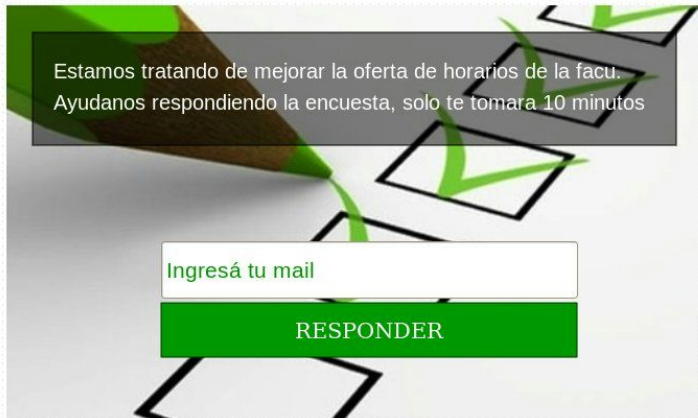 Estamos tratando de mejorar la oferta de horarios de la facu.
Ayudanos respondiendo la encuesta, solo te tomara 10 minutos
Ingresá tu mail
RESPONDER